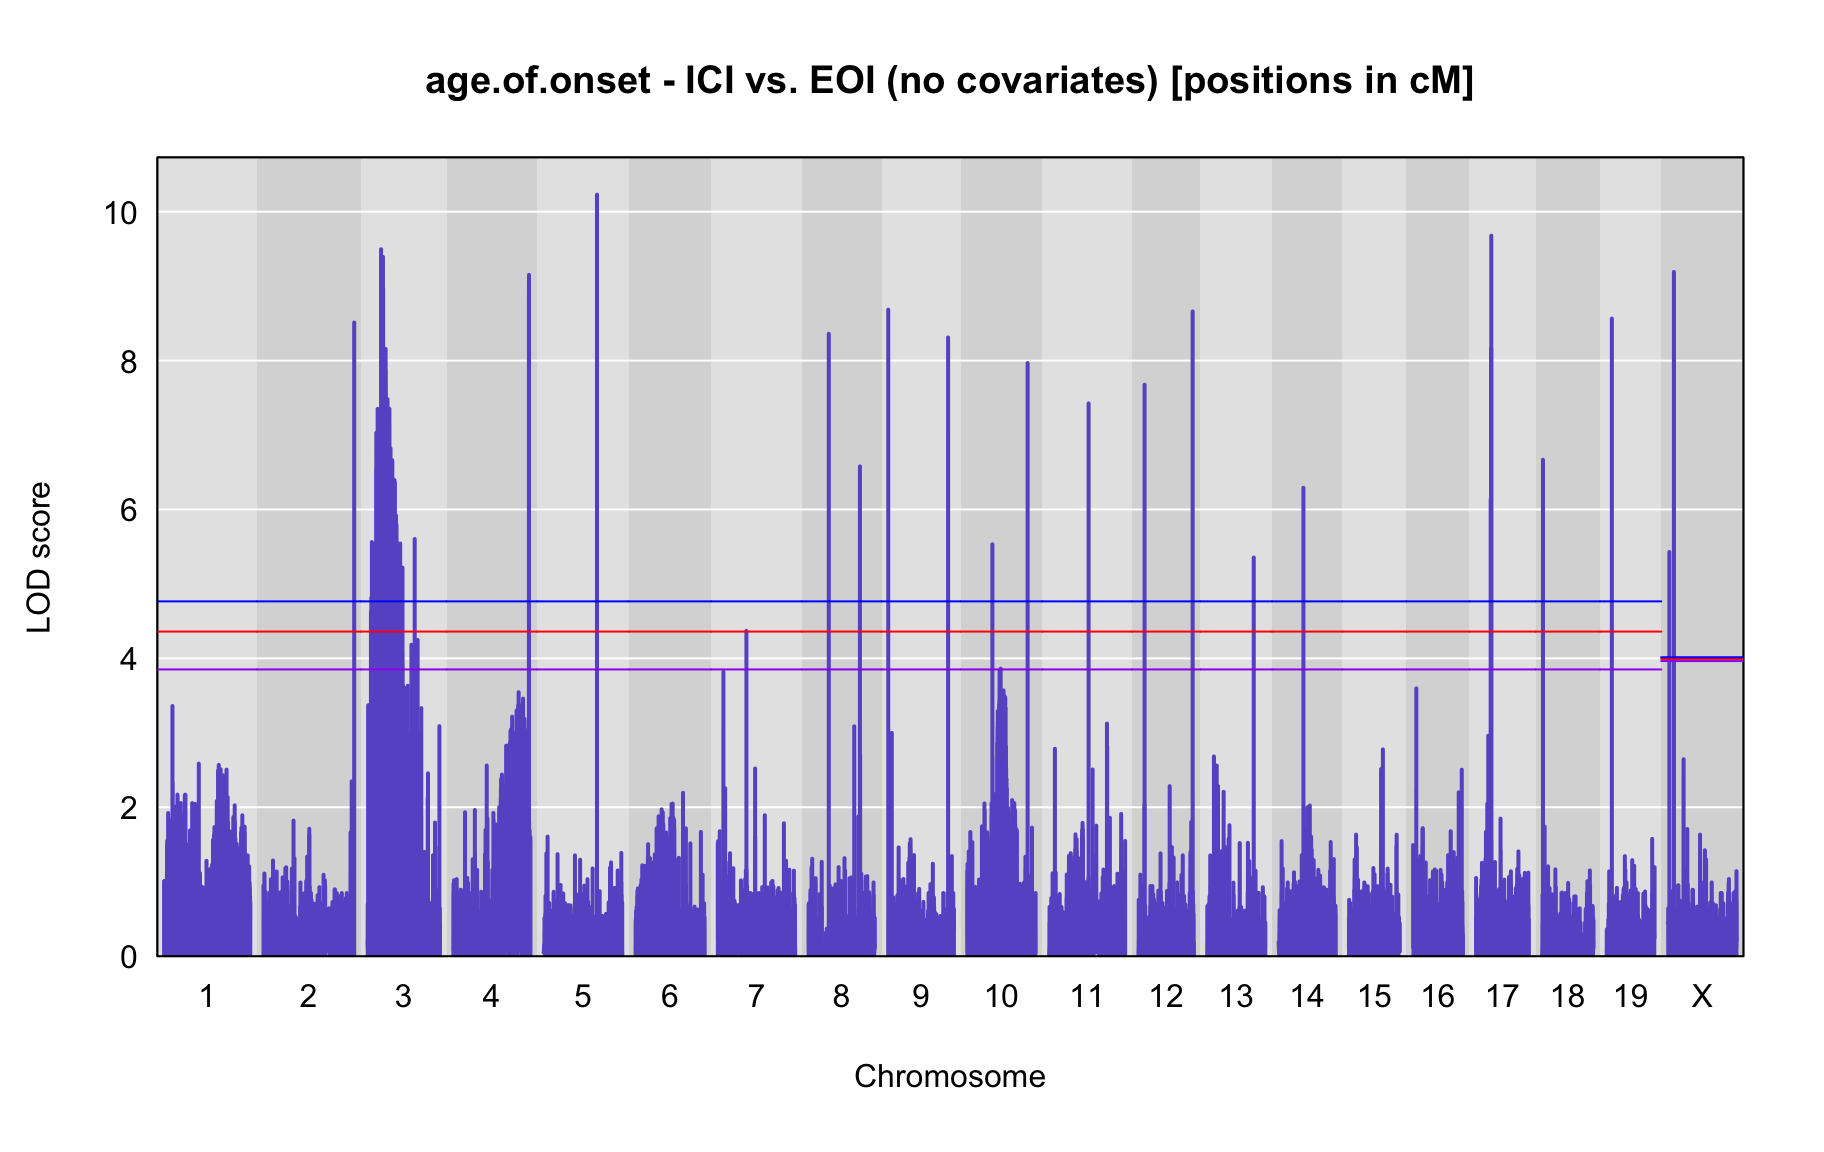 age.of.onset - ICI vs. EOI (no covariates) [positions in cM]
10
8
6
4
2
0
LOD score
1 2 3 4 5 6 7 8 9 10 11 12 13 14 15 16 17 18 19 X
Chromosome